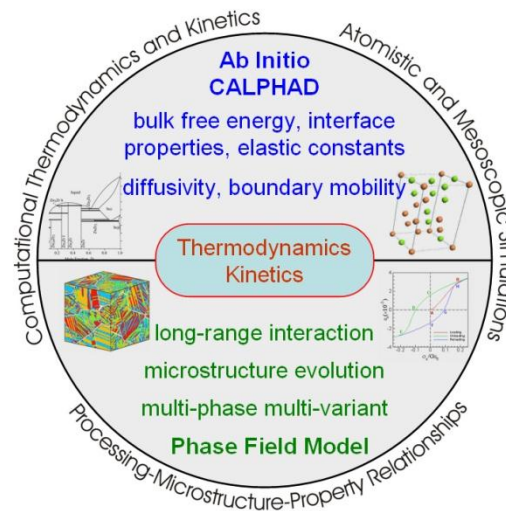 Computational Thermodynamics and Kinetics
Atomistic and Mesoscopic Simulations
Ab Initio
CALPHAD
bulk free energy, interface
properties, elastic constants
diffusivity, boundary mobility
Thermodynamics
Kinetics
long-range interaction
microstructure evolution
multi-phase multi-variant
Phase Field Model
Processing-Microstructure-Property Relationships